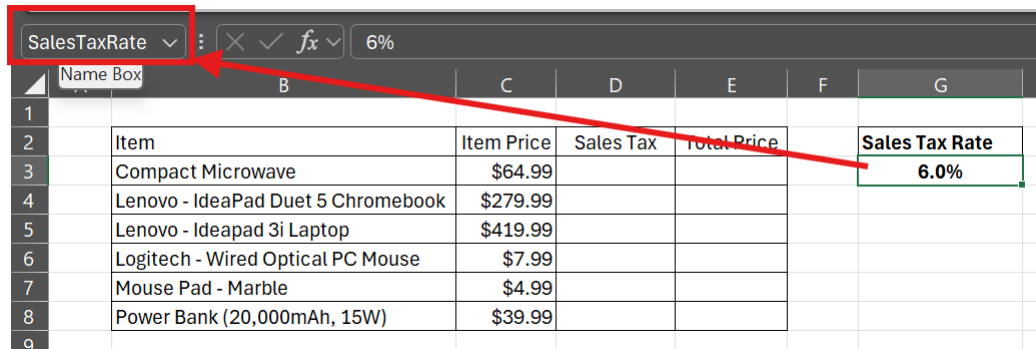 SalesTaxRate fx 6%
Name Box
B C D E F G
1
2 Item Item Price Sales Tax Total Price Sales Tax Rate
3 Compact Microwave $64.99 6.0%
4 Lenovo - IdeaPad Duet 5 Chromebook $279.99
5 Lenovo - Ideapad 3i Laptop $419.99
6 Logitech - Wired Optical PC Mouse $7.99
7 Mouse Pad - Marble $4.99
8 Power Bank (20,000mAh, 15W) $39.99
9